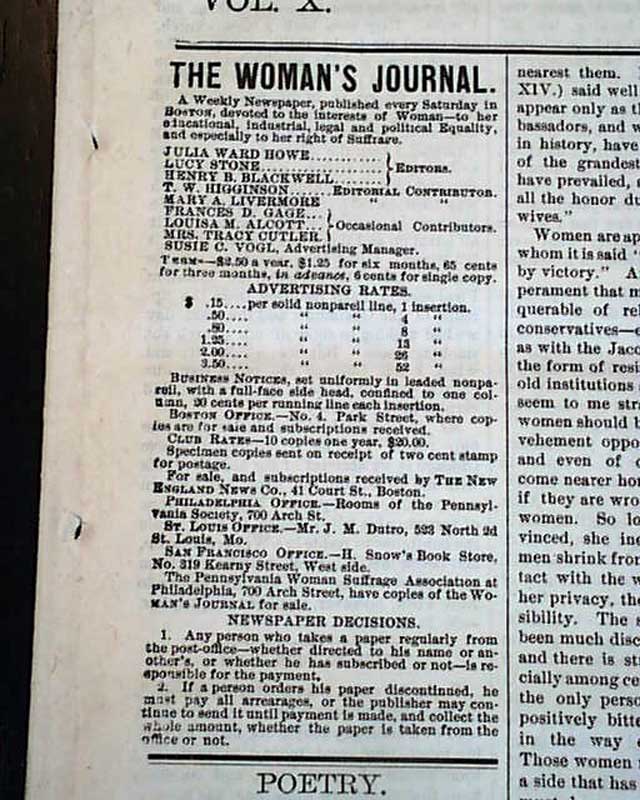 VOL. X.
THE WOMAN'S JOURNAL.
A Weekly Newspaper, published every Saturday in
BOSTON, devoted to the interests of Woman—to her
educational, industrial, legal and political Equality,
and especially to her right of Suffrage.
JULIA WARD HOWE............
LUCY STONE.................. } EDITORS.
HENRY B. BLACKWELL........
T. W. HIGGINSON.......EDITORIAL CONTRIBUTOR.
MARY A. LIVERMORE " "
FRANCES D. GAGE...
LOUISA M. ALCOTT... } Occasional Contributors.
MRS. TRACY CUTLER.
SUSIE C. VOGL, Advertising Manager.
TERMS—$2.50 a year, $1.25 for six months, 65 cents
for three months, in advance, 6 cents for single copy.
ADVERTISING RATES.
$ .15....per solid nonpareil line, 1 insertion.
.50.... " " 4 "
.80.... " " 8 "
1.25.... " " 13 "
2.00.... " " 26 "
3.50.... " " 52 "
BUSINESS NOTICES, set uniformly in leaded nonpa-
reil, with a full-face side head, confined to one col-
umn, 20 cents per running line each insertion.
BOSTON OFFICE.—No. 4. Park Street, where cop-
ies are for sale and subscriptions received.
CLUB RATES—10 copies one year, $20.00.
Specimen copies sent on receipt of two cent stamp
for postage.
For sale, and subscriptions received by THE NEW
ENGLAND NEWS CO., 41 Court St., Boston.
PHILADELPHIA OFFICE.—Rooms of the Pennsyl-
vania Society, 700 Arch St.
ST. LOUIS OFFICE.—Mr. J. M. Dutro, 523 North 2d
St. Louis, Mo.
SAN FRANCISCO OFFICE.—H. Snow's Book Store,
No. 319 Kearny Street, West side.
The Pennsylvania Woman Suffrage Association at
Philadelphia, 700 Arch Street, have copies of the WO-
MAN'S JOURNAL for sale.
NEWSPAPER DECISIONS.
1. Any person who takes a paper regularly from
the post-office—whether directed to his name or an-
other's, or whether he has subscribed or not—is re-
sponsible for the payment.
2. If a person orders his paper discontinued, he
must pay all arrearages, or the publisher may con-
tinue to send it until payment is made, and collect the
whole amount, whether the paper is taken from the
office or not.
POETRY.
nearest them.
XIV.) said well
appear only as
bassadors, and
in history, have
of the grandest
have prevailed,
all the honor du
wives."
Women are ap
whom it is said
by victory." A
perament that m
querable of re
conservatives—
as with the Jaco
the form of resi
old institutions
seem to me str
women should b
vehement oppo
and even of
come nearer ho
if they are wro
women. So lo
vinced, she in
men shrink from
tact with the w
her privacy, the
sibility. The s
been much disc
and there is st
cially among ce
the only perso
positively bitt
in the way
Those women
a side that has